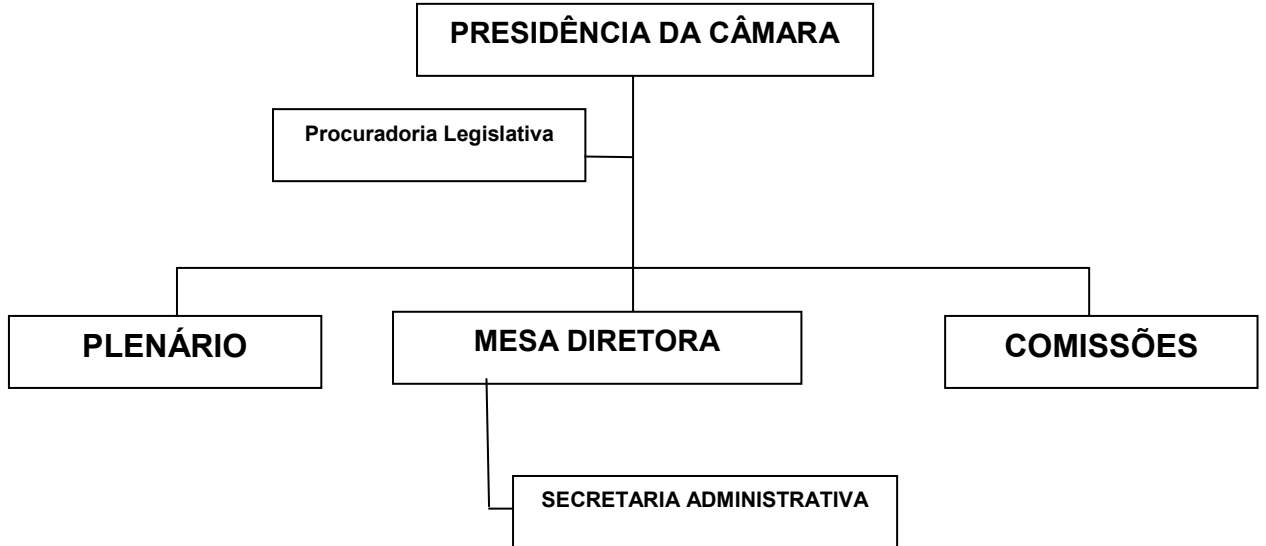 PRESIDÊNCIA DA CÂMARA
Procuradoria Legislativa
PLENÁRIO
MESA DIRETORA
COMISSÕES
SECRETARIA ADMINISTRATIVA